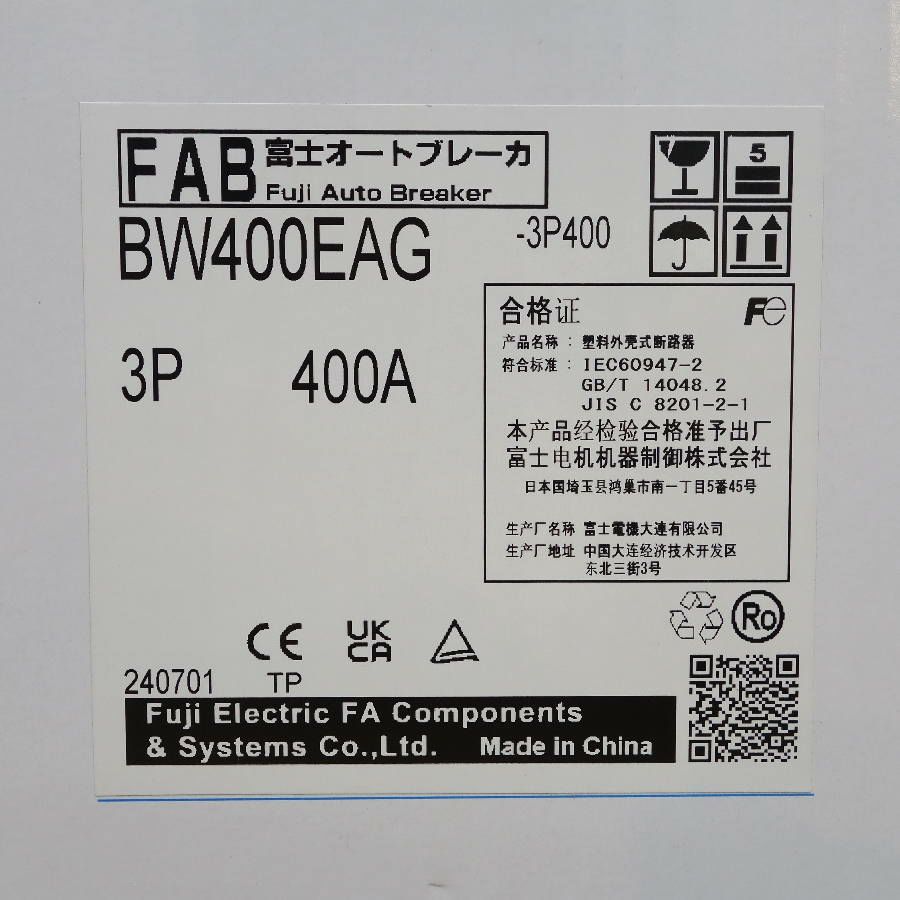 FAB 富士オートブレーカ
Fuji Auto Breaker
BW400EAG -3P400
5
3P 400A
合格证 Fe
产品名称：塑料外壳式断路器
符合标准：IEC60947-2
GB/T 14048.2
JIS C 8201-2-1
本产品经检验合格准予出厂
富士电机机器制御株式会社
日本国埼玉县鸿巢市南一丁目5番45号
生产厂名称 富士電機大連有限公司
生产厂地址 中国大连经济技术开发区
东北三街3号
Ro
CE UK
CA
240701 TP
Fuji Electric FA Components
& Systems Co.,Ltd. Made in China